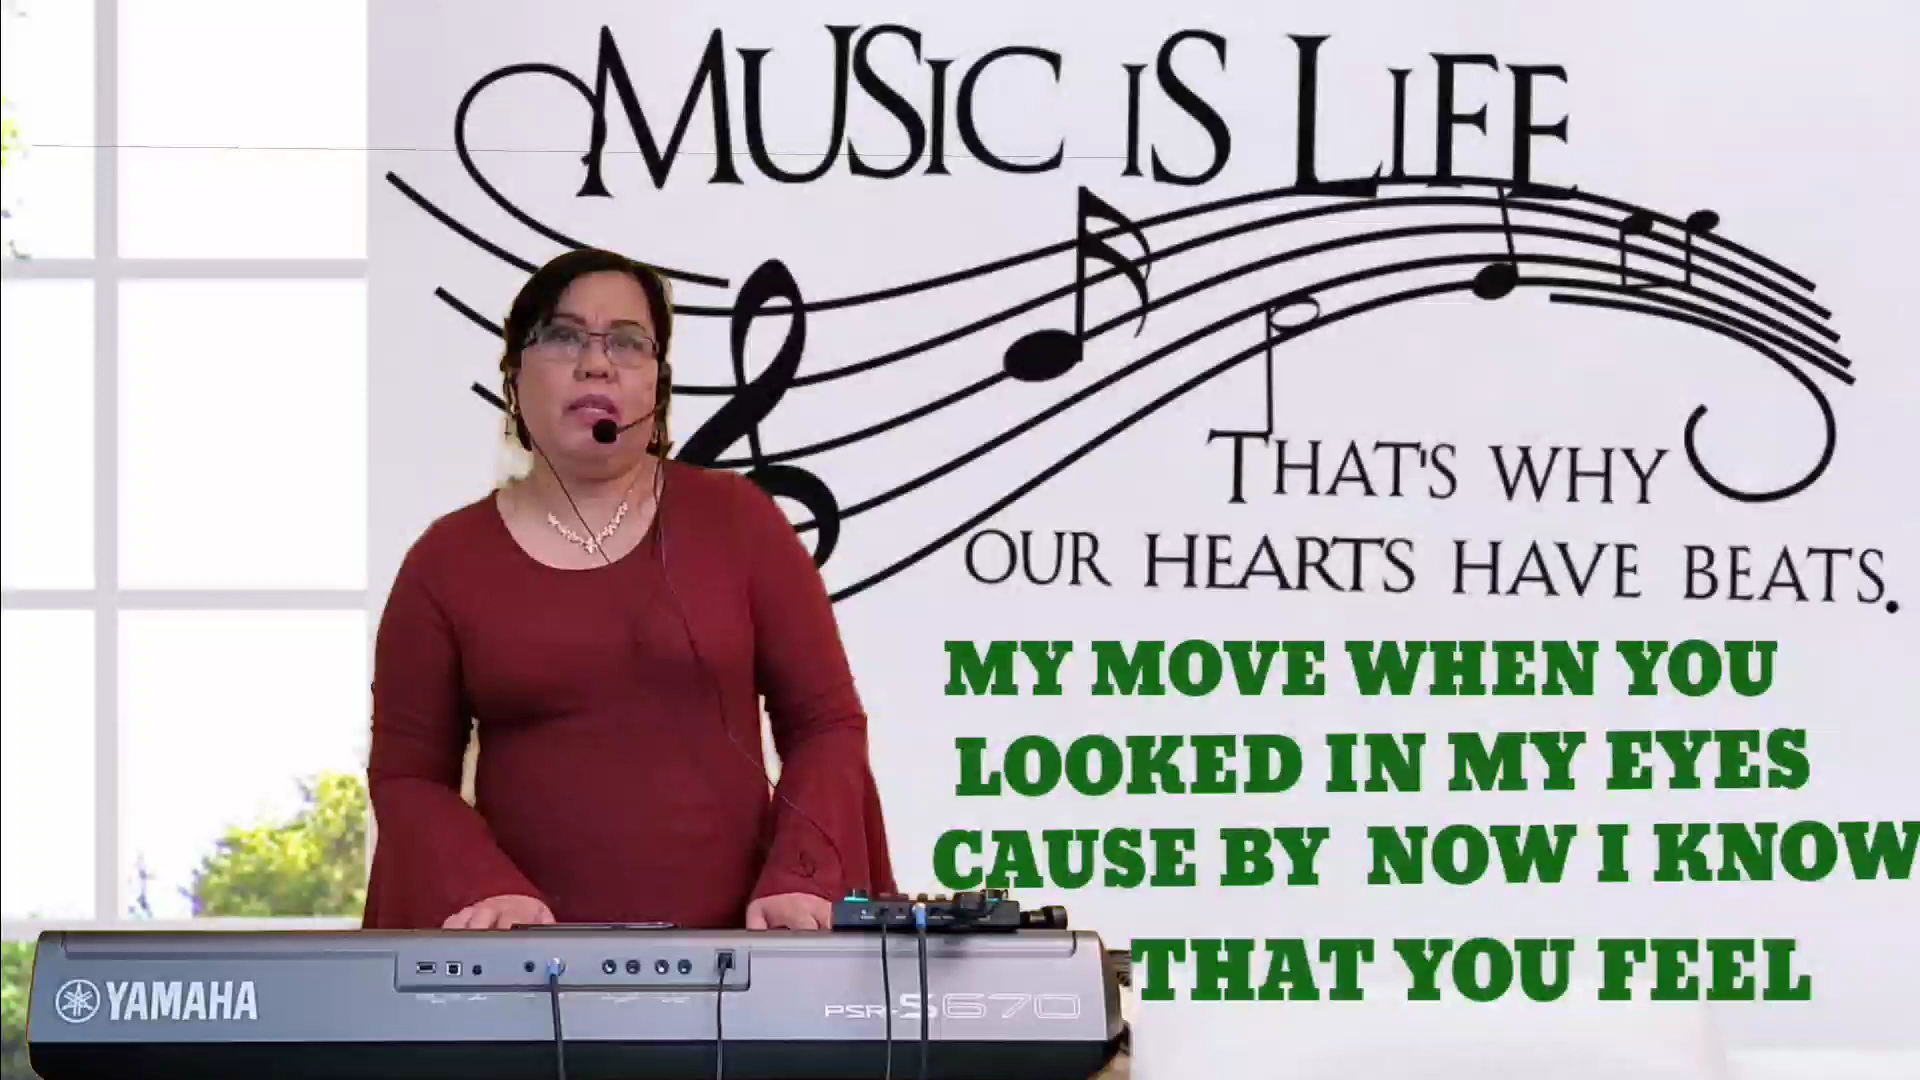 MUSIC IS LIFE
THAT'S WHY
OUR HEARTS HAVE BEATS.
MY MOVE WHEN YOU
LOOKED IN MY EYES
CAUSE BY NOW I KNOW
THAT YOU FEEL
YAMAHA
PSR-S670